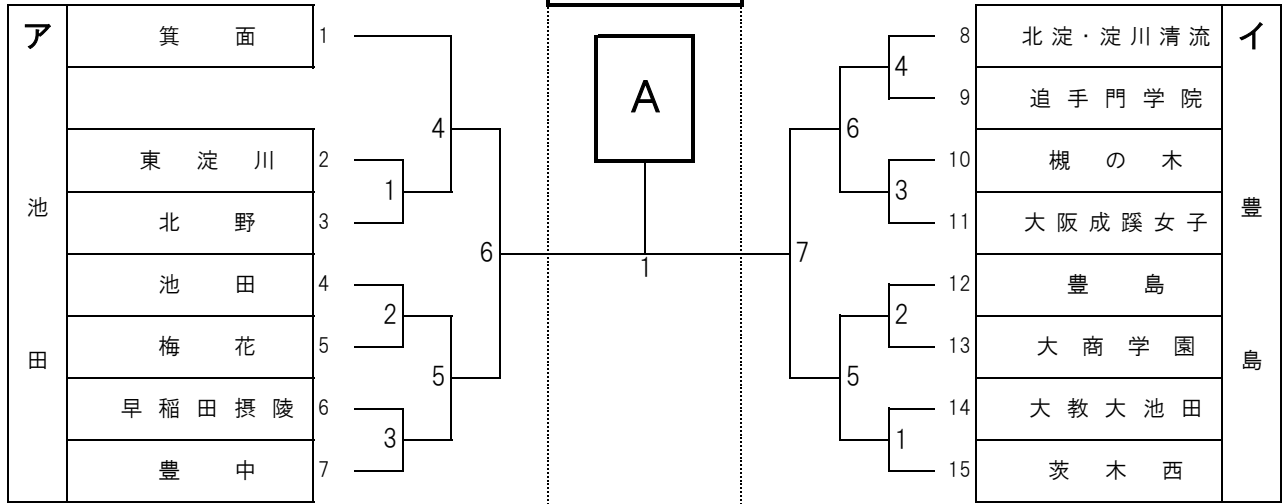 ア
池
田
箕面 1
東淀川 2
北野 3
池田 4
梅花 5
早稲田摂陵 6
豊中 7
4
1
6
2
5
3
A
1
4
6
3
7
2
5
1
8 北淀・淀川清流
9 追手門学院
10 槻の木
11 大阪成蹊女子
12 豊島
13 大商学園
14 大教大池田
15 茨木西
イ
豊
島